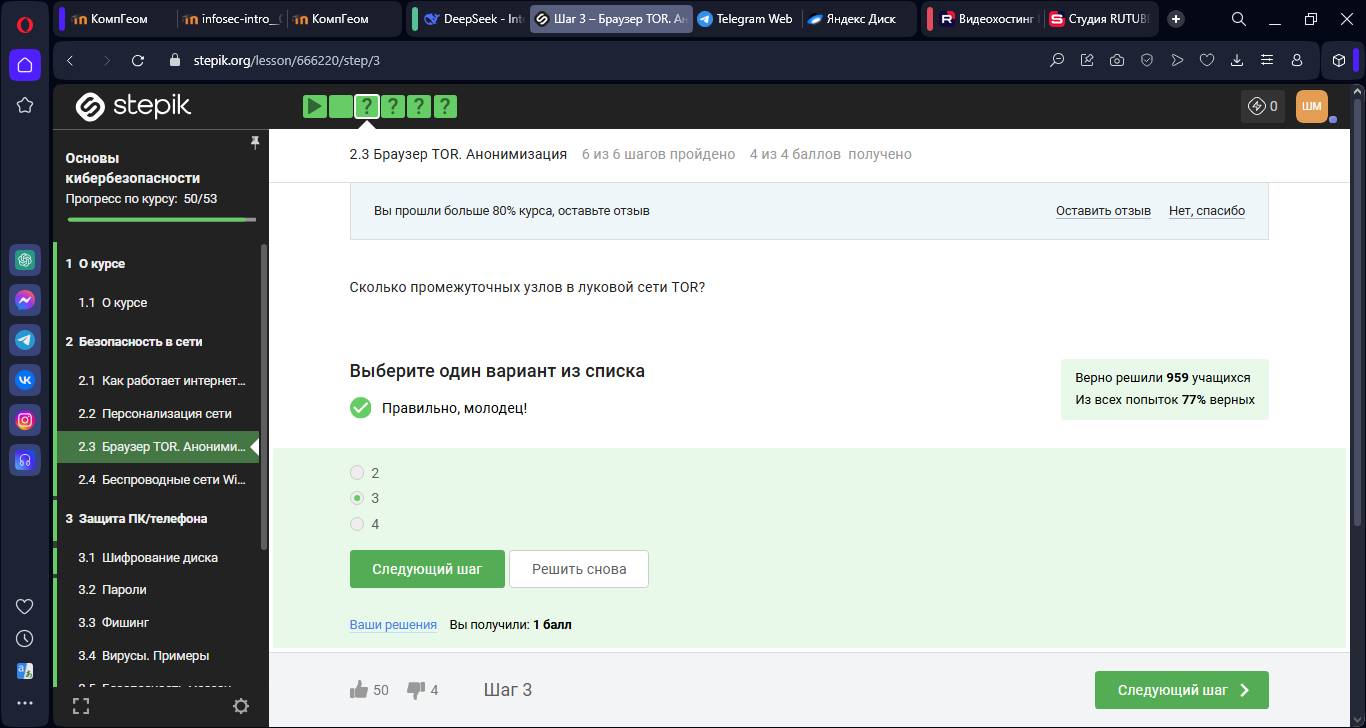 КомпГеом
infosec-intro__(
КомпГеом
DeepSeek - Int
Шаг 3 – Браузер TOR. Ан
Telegram Web
Яндекс Диск
Видеохостинг
Студия RUTUBE
stepik.org/lesson/666220/step/3
stepik
? ? ? ?
0
ШМ
Основы
кибербезопасности
Прогресс по курсу: 50/53
1 О курсе
1.1 О курсе
2 Безопасность в сети
2.1 Как работает интернет...
2.2 Персонализация сети
2.3 Браузер TOR. Аноними...
2.4 Беспроводные сети Wi...
3 Защита ПК/телефона
3.1 Шифрование диска
3.2 Пароли
3.3 Фишинг
3.4 Вирусы. Примеры
2.3 Браузер TOR. Анонимизация 6 из 6 шагов пройдено 4 из 4 баллов получено
Вы прошли больше 80% курса, оставьте отзыв
Оставить отзыв
Нет, спасибо
Сколько промежуточных узлов в луковой сети TOR?
Выберите один вариант из списка
Правильно, молодец!
Верно решили 959 учащихся
Из всех попыток 77% верных
2
3
4
Следующий шаг
Решить снова
Ваши решения Вы получили: 1 балл
50
4
Шаг 3
Следующий шаг